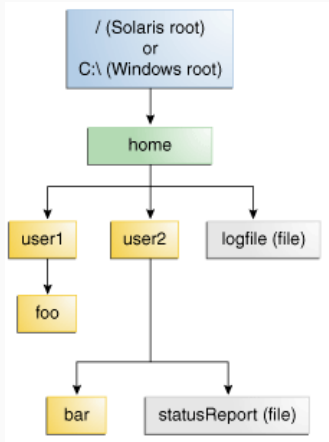 / (Solaris root)
or
C:\ (Windows root)
home
user1
user2
logfile (file)
foo
bar
statusReport (file)